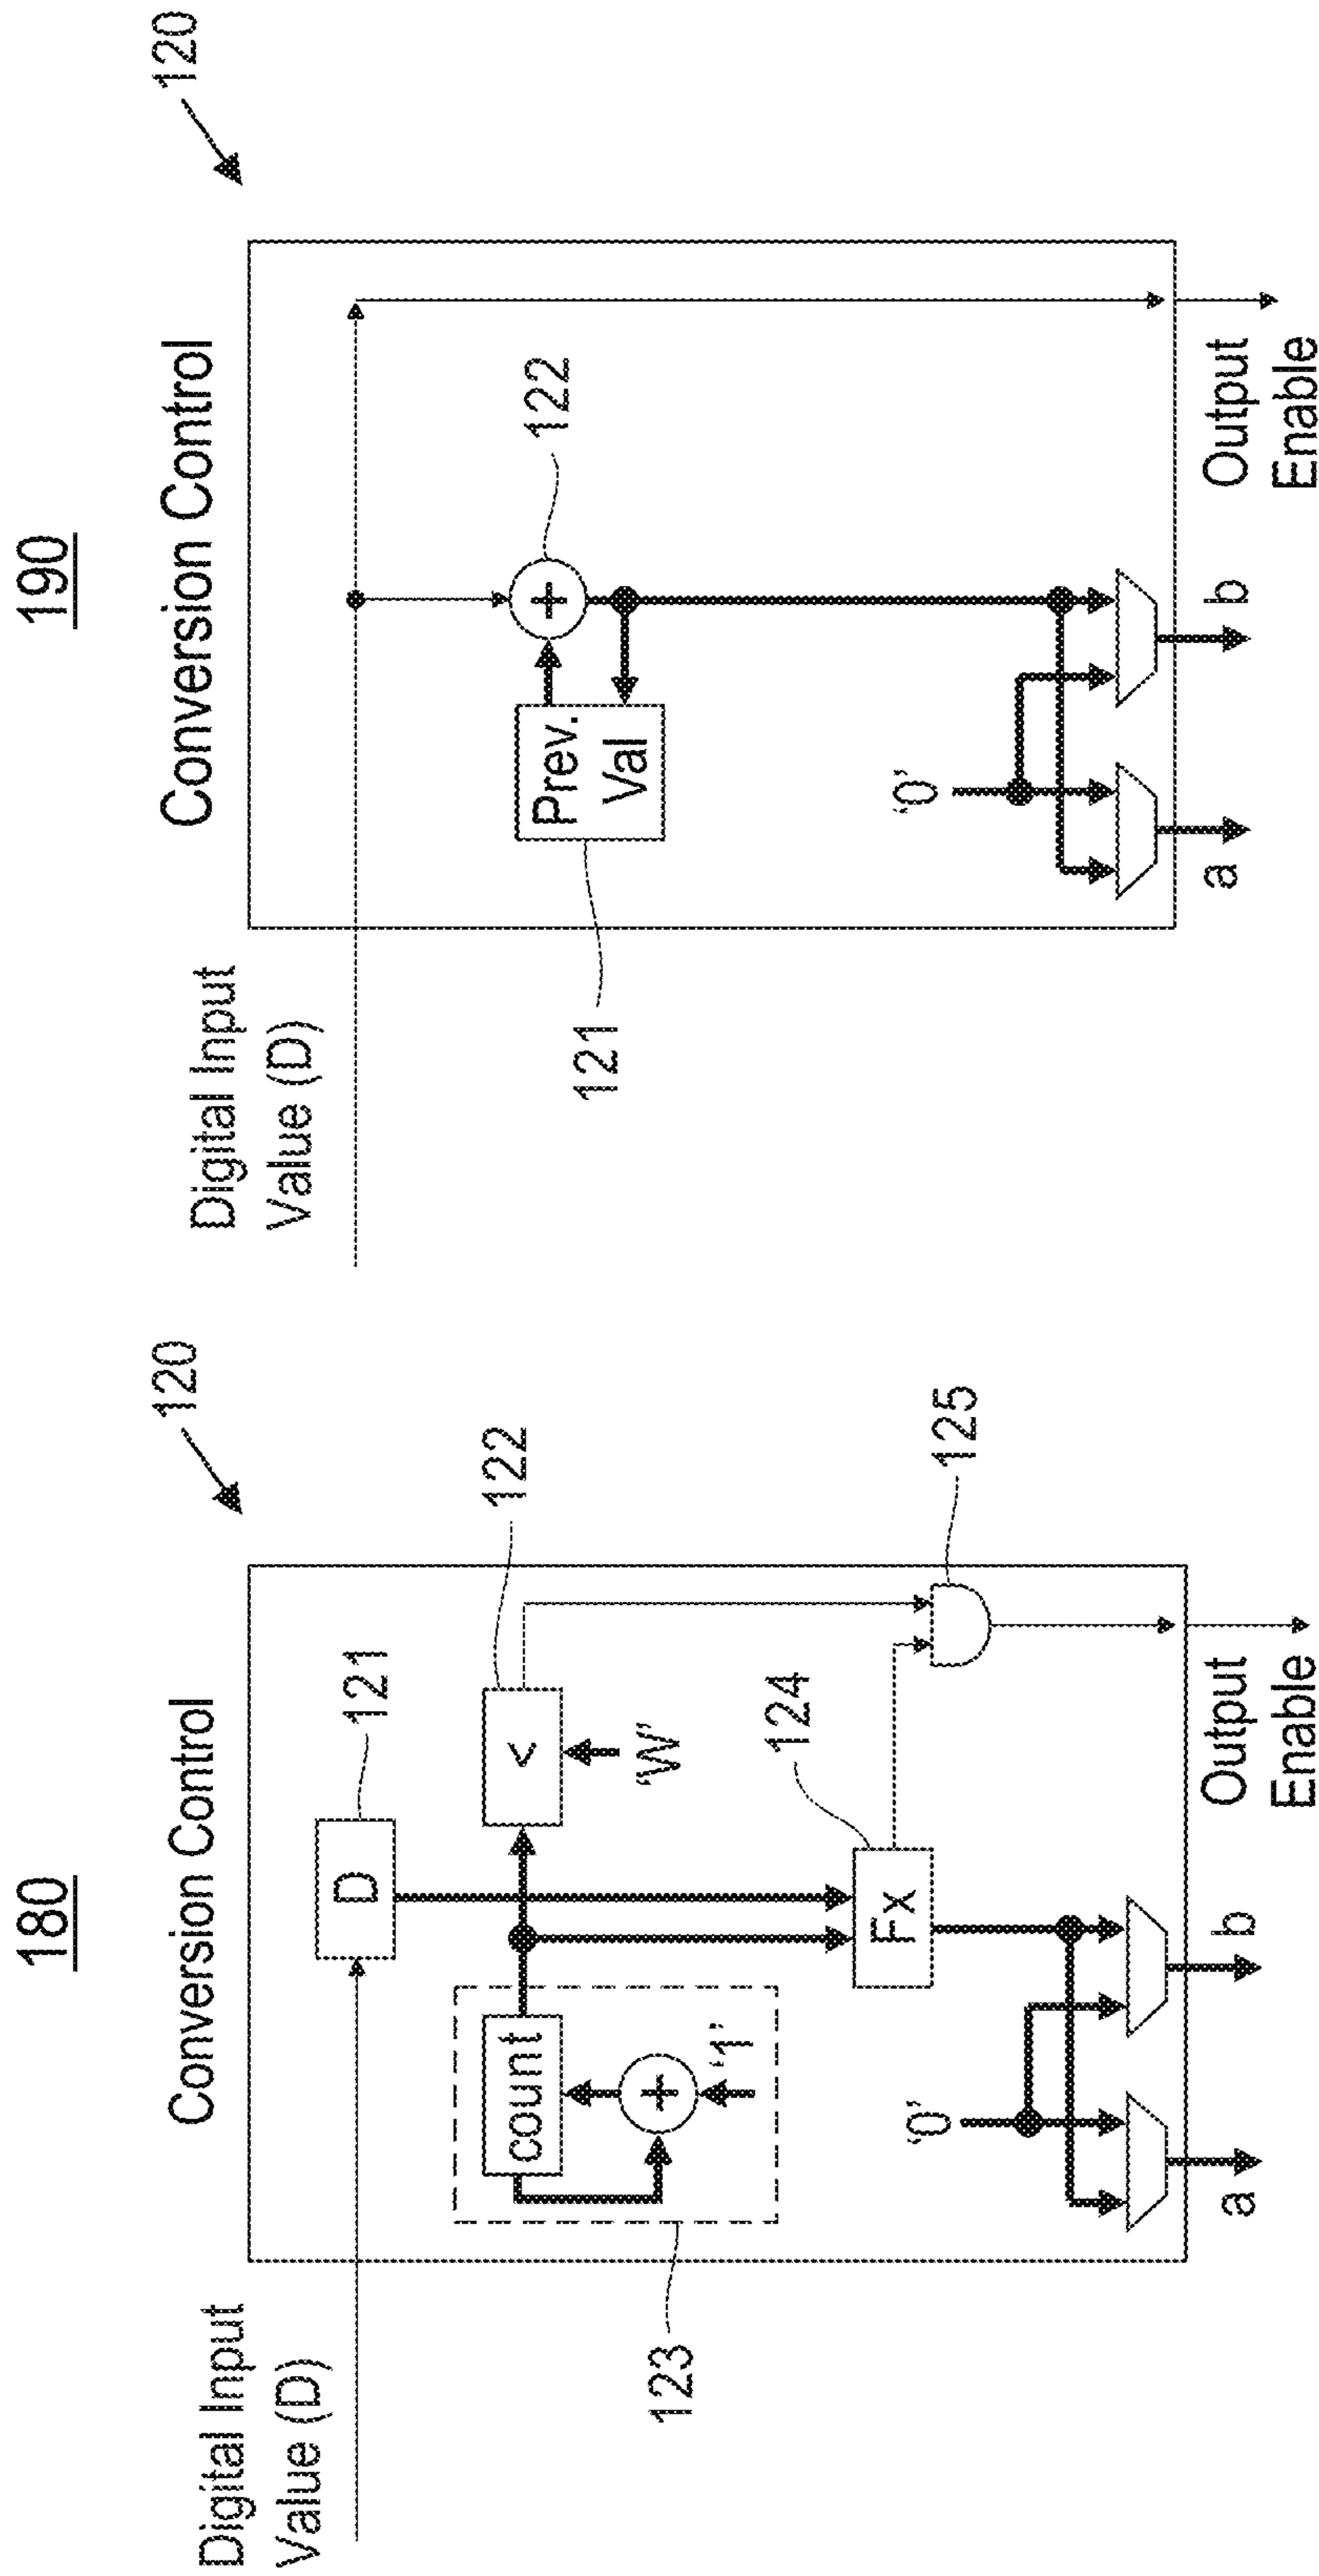 180
Conversion Control
120
Digital Input
Value (D)
D
121
122
<
'W'
count
+
'1'
123
124
Fx
125
'0'
a
b
Output
Enable
190
Conversion Control
120
Digital Input
Value (D)
122
+
Prev.
Val
121
'0'
a
b
Output
Enable